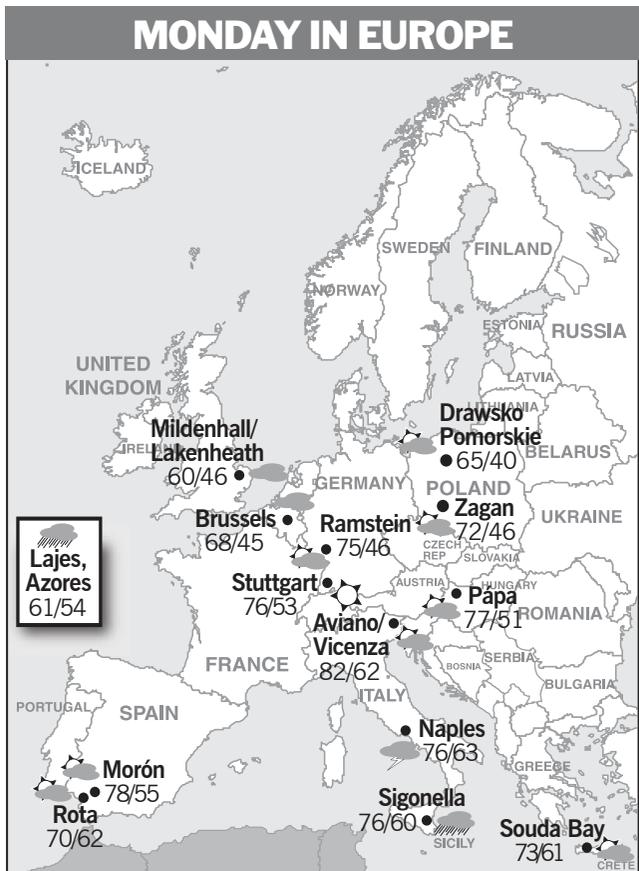 MONDAY IN EUROPE
ICELAND
SWEDEN
FINLAND
NORWAY
ESTONIA
RUSSIA
LATVIA
LITHUANIA
UNITED
KINGDOM
IRELAND
Mildenhall/
Lakenheath
60/46
Drawsko
Pomorskie
65/40
BELARUS
GERMANY
POLAND
Zagan
72/46
UKRAINE
Brussels
68/45
Ramstein
75/46
CZECH
REP
SLOVAKIA
Lajes,
Azores
61/54
Stuttgart
76/53
AUSTRIA
HUNGARY
Pápa
77/51
ROMANIA
Aviano/
Vicenza
82/62
FRANCE
ITALY
BOSNIA
SERBIA
BULGARIA
PORTUGAL
SPAIN
Naples
76/63
GREECE
Morón
78/55
Rota
70/62
Sigonella
76/60
SICILY
Souda Bay
73/61
CRETE